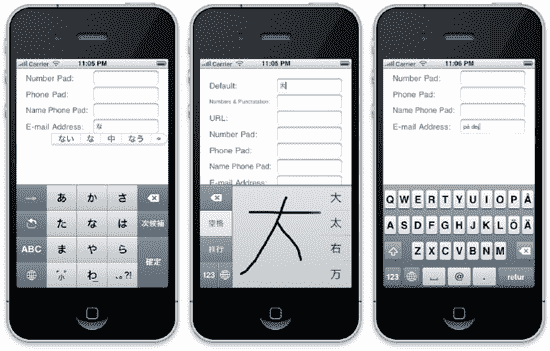 Carrier 11:05 PM
Number Pad:
Phone Pad:
Name Phone Pad:
E-mail Address: な
ない な 中 なう
→ あ か さ
た な は 次候補
ABC ま や ら
小 わ 、。?! 確定
Carrier 11:05 PM
Default:
Numbers & Punctuation:
URL:
Number Pad:
Phone Pad:
Name Phone Pad:
E-mail Address:
空格
换行
123
大
太
右
万
Carrier 11:06 PM
Number Pad:
Phone Pad:
Name Phone Pad:
E-mail Address: på dej
Q W E R T Y U I O P Å
A S D F G H J K L Ö Ä
Z X C V B N M
123 @ . retur